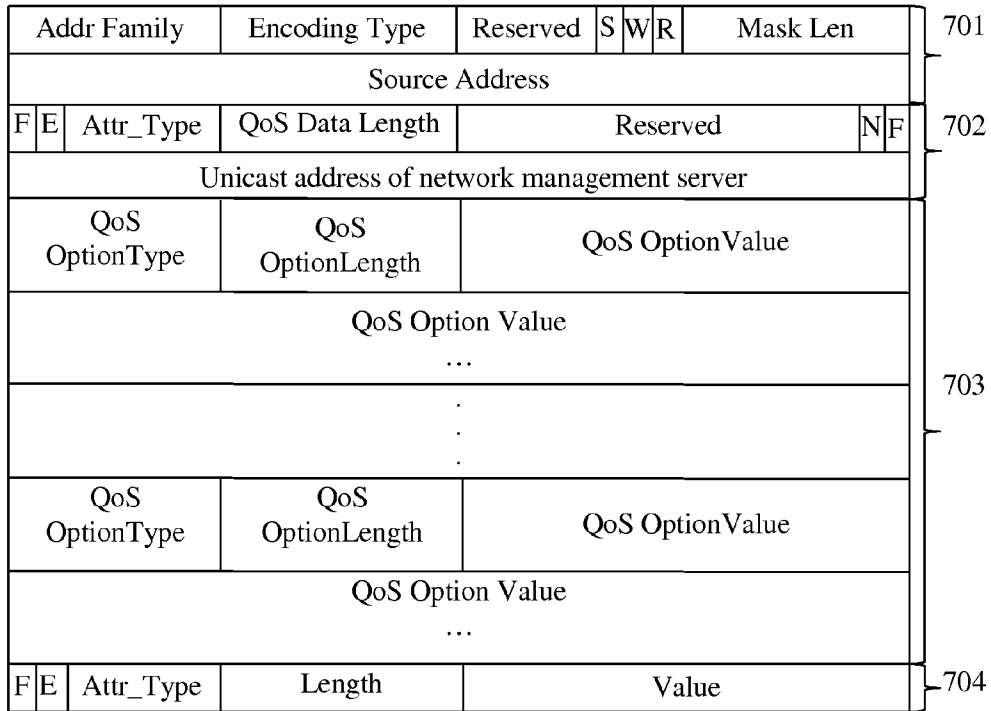 Addr Family Encoding Type Reserved S W R Mask Len 701
Source Address
F E Attr_Type QoS Data Length Reserved N F 702
Unicast address of network management server
QoS OptionType QoS OptionLength QoS OptionValue
QoS Option Value
...
.
.
.
703
QoS OptionType QoS OptionLength QoS OptionValue
QoS Option Value
...
F E Attr_Type Length Value 704